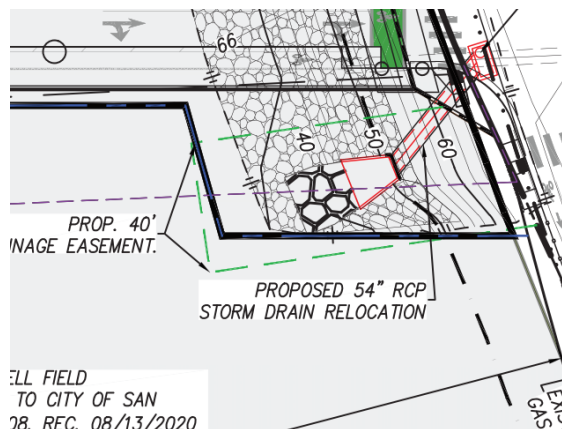 66
40
50
60
PROP. 40'
INAGE EASEMENT.
PROPOSED 54" RCP
STORM DRAIN RELOCATION
ELL FIELD
TO CITY OF SAN
08. REC. 08/13/2020
GAS